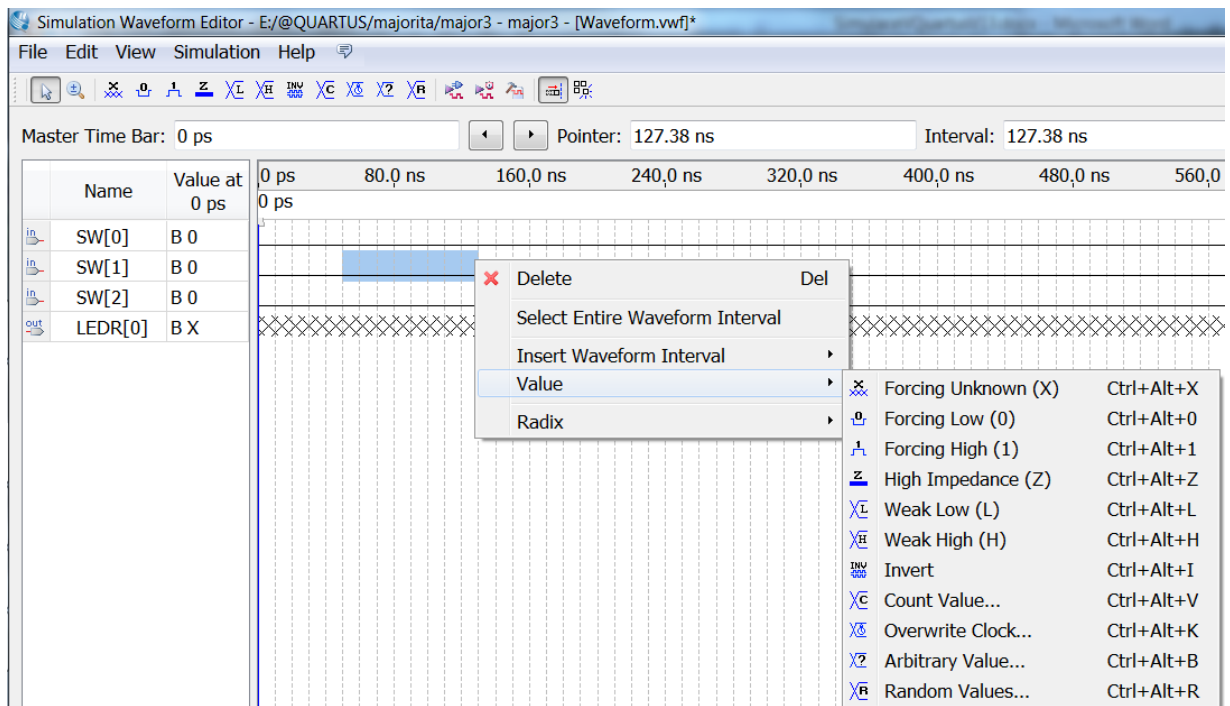 Simulation Waveform Editor - E:/@QUARTUS/majorita/major3 - major3 - [Waveform.vwf]*
File Edit View Simulation Help
Master Time Bar: 0 ps Pointer: 127.38 ns Interval: 127.38 ns
Name Value at 0 ps
0 ps 80.0 ns 160.0 ns 240.0 ns 320.0 ns 400.0 ns 480.0 ns 560.0
0 ps
in SW[0] B 0
in SW[1] B 0
in SW[2] B 0
out LEDR[0] B X
Delete Del
Select Entire Waveform Interval
Insert Waveform Interval
Value
Radix
Forcing Unknown (X) Ctrl+Alt+X
Forcing Low (0) Ctrl+Alt+0
Forcing High (1) Ctrl+Alt+1
High Impedance (Z) Ctrl+Alt+Z
Weak Low (L) Ctrl+Alt+L
Weak High (H) Ctrl+Alt+H
Invert Ctrl+Alt+I
Count Value... Ctrl+Alt+V
Overwrite Clock... Ctrl+Alt+K
Arbitrary Value... Ctrl+Alt+B
Random Values... Ctrl+Alt+R